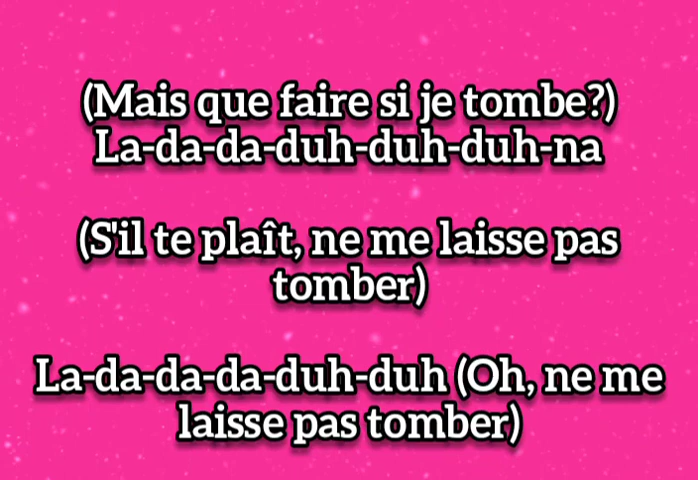 (Mais que faire si je tombe?)
La-da-da-duh-duh-duh-na
(S'il te plaît, ne me laisse pas
tomber)
La-da-da-da-duh-duh (Oh, ne me
laisse pas tomber)